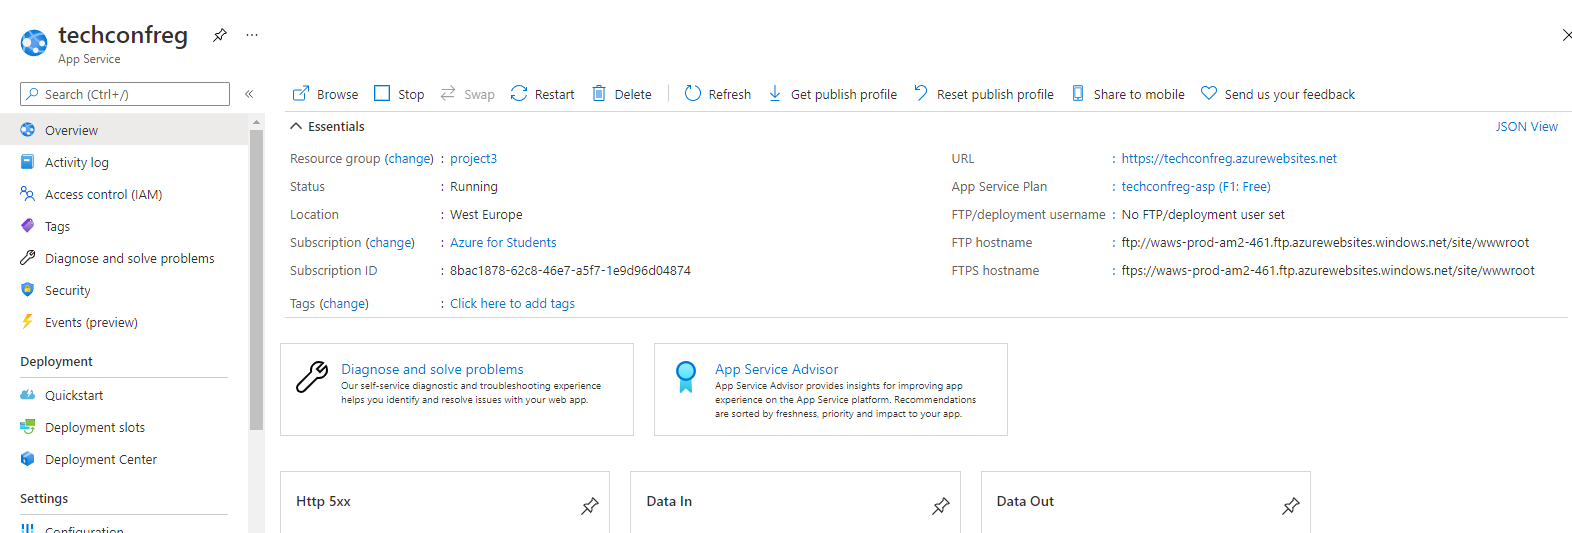 techconfreg
App Service
Search (Ctrl+/)
Overview
Activity log
Access control (IAM)
Tags
Diagnose and solve problems
Security
Events (preview)
Deployment
Quickstart
Deployment slots
Deployment Center
Settings
Configuration
Browse Stop Swap Restart Delete Refresh Get publish profile Reset publish profile Share to mobile Send us your feedback
Essentials JSON View
Resource group (change) : project3
Status : Running
Location : West Europe
Subscription (change) : Azure for Students
Subscription ID : 8bac1878-62c8-46e7-a5f7-1e9d96d04874
Tags (change) : Click here to add tags
URL : https://techconfreg.azurewebsites.net
App Service Plan : techconfreg-asp (F1: Free)
FTP/deployment username : No FTP/deployment user set
FTP hostname : ftp://waws-prod-am2-461.ftp.azurewebsites.windows.net/site/wwwroot
FTPS hostname : ftps://waws-prod-am2-461.ftp.azurewebsites.windows.net/site/wwwroot
Diagnose and solve problems
Our self-service diagnostic and troubleshooting experience
helps you identify and resolve issues with your web app.
App Service Advisor
App Service Advisor provides insights for improving app
experience on the App Service platform. Recommendations
are sorted by freshness, priority and impact to your app.
Http 5xx
Data In
Data Out